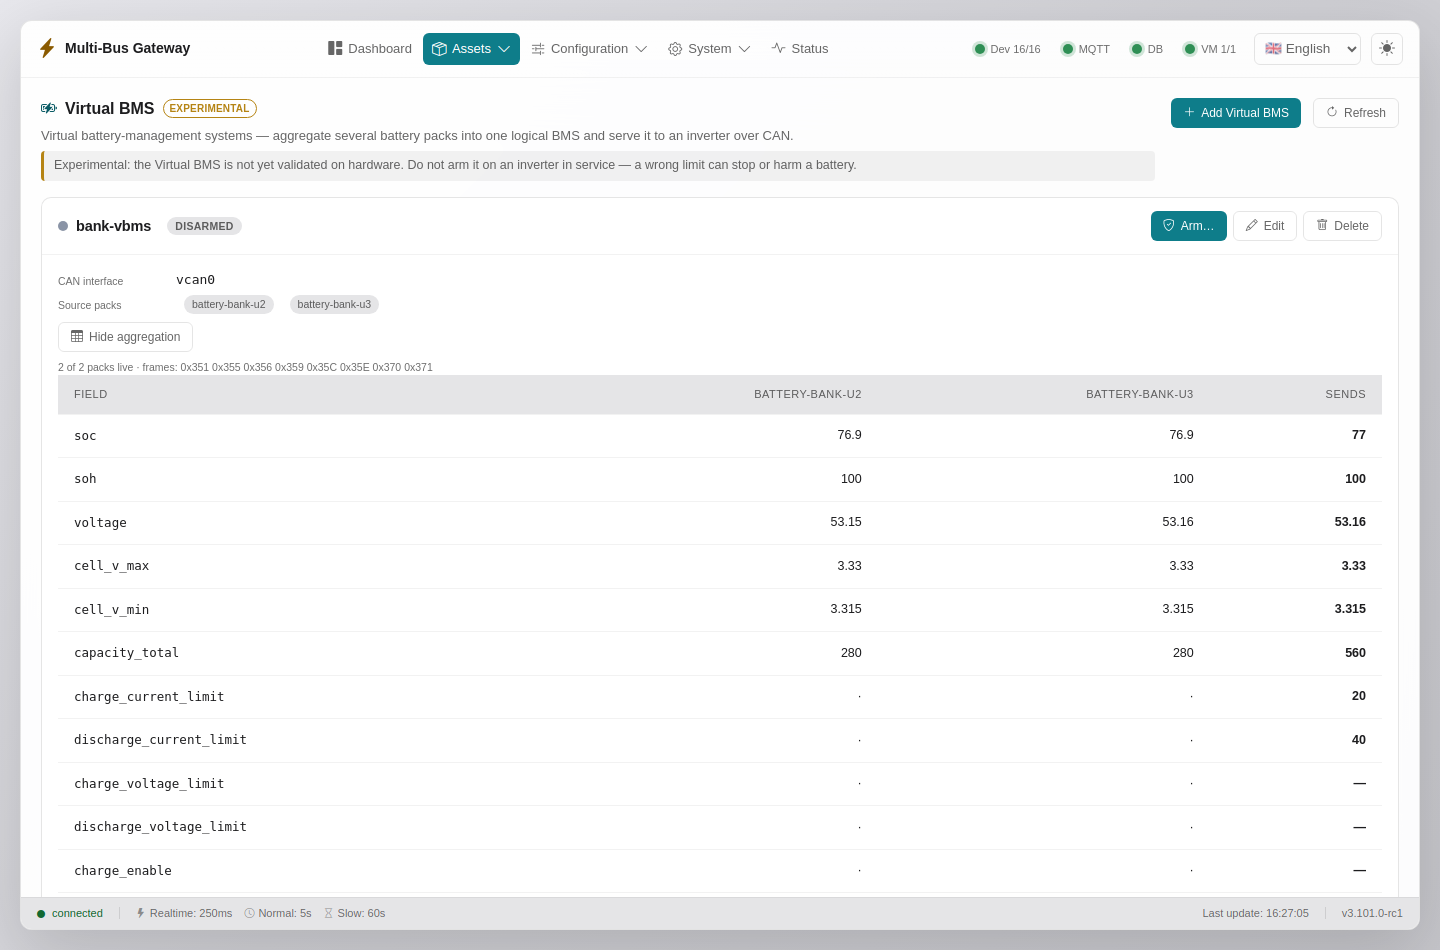 Multi-Bus Gateway
Dashboard Assets Configuration System Status
Dev 16/16 MQTT DB VM 1/1 English
Virtual BMS EXPERIMENTAL
Add Virtual BMS Refresh
Virtual battery-management systems — aggregate several battery packs into one logical BMS and serve it to an inverter over CAN.
Experimental: the Virtual BMS is not yet validated on hardware. Do not arm it on an inverter in service — a wrong limit can stop or harm a battery.
bank-vbms DISARMED
Arm… Edit Delete
CAN interface vcan0
Source packs battery-bank-u2 battery-bank-u3
Hide aggregation
2 of 2 packs live · frames: 0x351 0x355 0x356 0x359 0x35C 0x35E 0x370 0x371
FIELD BATTERY-BANK-U2 BATTERY-BANK-U3 SENDS
soc 76.9 76.9 77
soh 100 100 100
voltage 53.15 53.16 53.16
cell_v_max 3.33 3.33 3.33
cell_v_min 3.315 3.315 3.315
capacity_total 280 280 560
charge_current_limit · · 20
discharge_current_limit · · 40
charge_voltage_limit · · —
discharge_voltage_limit · · —
charge_enable · · —
connected Realtime: 250ms Normal: 5s Slow: 60s
Last update: 16:27:05 v3.101.0-rc1